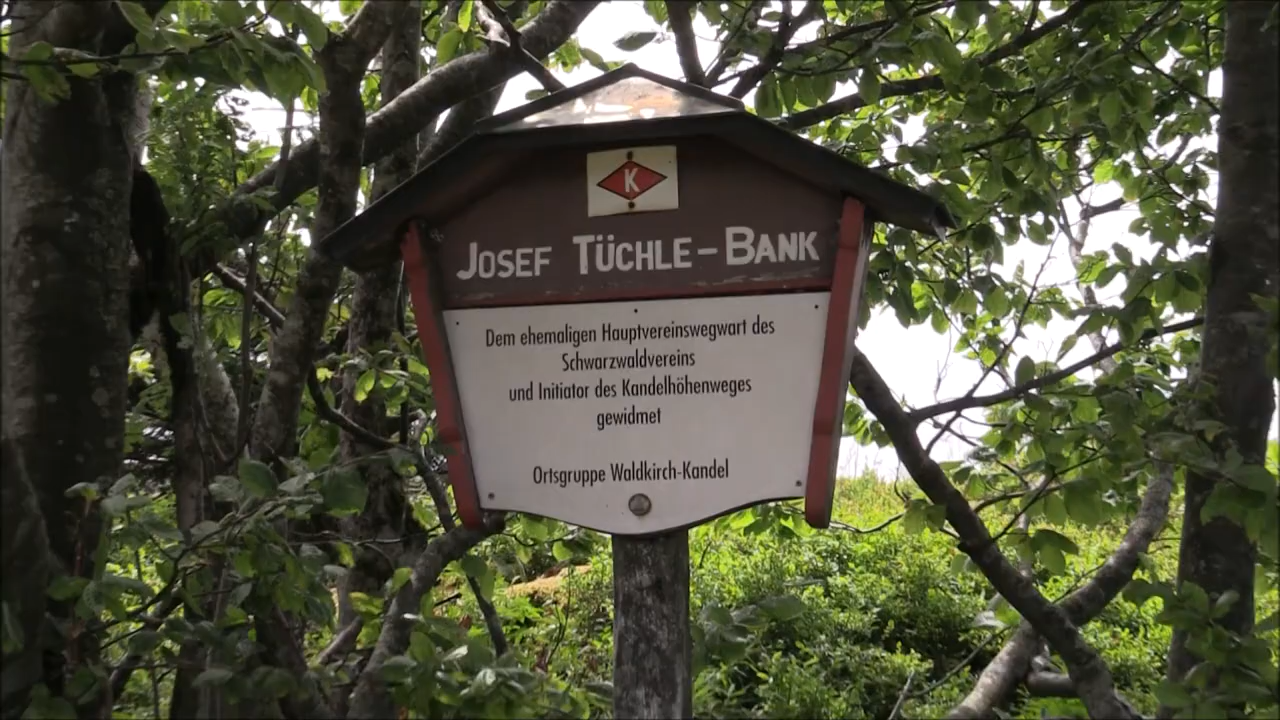 K
JOSEF TÜCHLE-BANK
Dem ehemaligen Hauptvereinswegwart des
Schwarzwaldvereins
und Initiator des Kandelhöhenweges
gewidmet
Ortsgruppe Waldkirch-Kandel